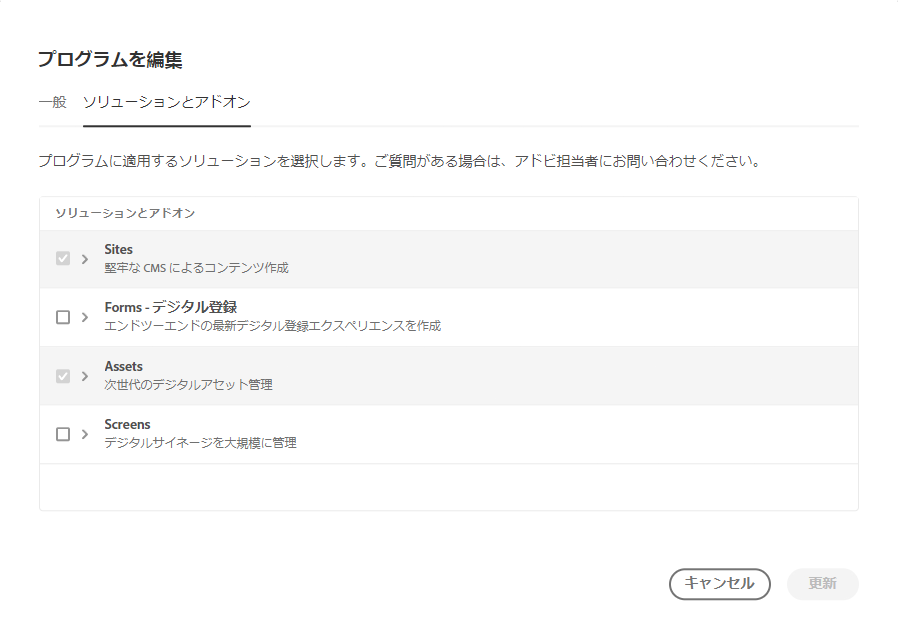 プログラムを編集
一般 ソリューションとアドオン
プログラムに適用するソリューションを選択します。ご質問がある場合は、アドビ担当者にお問い合わせください。
ソリューションとアドオン
Sites
堅牢な CMS によるコンテンツ作成
Forms - デジタル登録
エンドツーエンドの最新デジタル登録エクスペリエンスを作成
Assets
次世代のデジタルアセット管理
Screens
デジタルサイネージを大規模に管理
キャンセル 更新